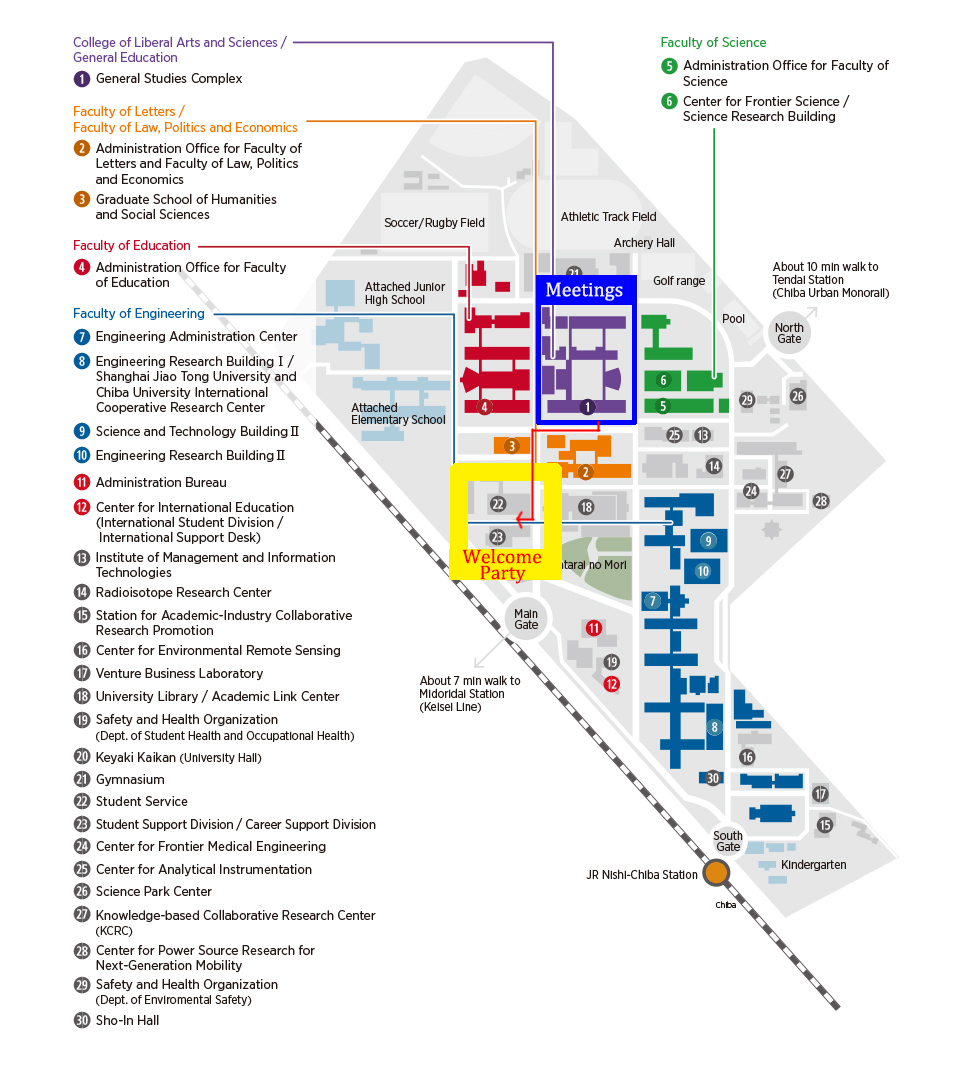 College of Liberal Arts and Sciences /
General Education
1 General Studies Complex
Faculty of Letters /
Faculty of Law, Politics and Economics
2 Administration Office for Faculty of
Letters and Faculty of Law, Politics
and Economics
3 Graduate School of Humanities
and Social Sciences
Faculty of Education
4 Administration Office for Faculty
of Education
Faculty of Engineering
7 Engineering Administration Center
8 Engineering Research Building I /
Shanghai Jiao Tong University and
Chiba University International
Cooperative Research Center
9 Science and Technology Building II
10 Engineering Research Building II
11 Administration Bureau
12 Center for International Education
(International Student Division /
International Support Desk)
13 Institute of Management and Information
Technologies
14 Radioisotope Research Center
15 Station for Academic-Industry Collaborative
Research Promotion
16 Center for Environmental Remote Sensing
17 Venture Business Laboratory
18 University Library / Academic Link Center
19 Safety and Health Organization
(Dept. of Student Health and Occupational Health)
20 Keyaki Kaikan (University Hall)
21 Gymnasium
22 Student Service
23 Student Support Division / Career Support Division
24 Center for Frontier Medical Engineering
25 Center for Analytical Instrumentation
26 Science Park Center
27 Knowledge-based Collaborative Research Center
(KCRC)
28 Center for Power Source Research for
Next-Generation Mobility
29 Safety and Health Organization
(Dept. of Enviromental Safety)
30 Sho-In Hall
Faculty of Science
5 Administration Office for Faculty of
Science
6 Center for Frontier Science /
Science Research Building
Soccer/Rugby Field
Athletic Track Field
Archery Hall
21
Golf range
About 10 min walk to
Tendai Station
(Chiba Urban Monorail)
Attached Junior
High School
Meetings
Pool
North
Gate
6
29
26
Attached
Elementary School
4
1
5
25
13
3
2
14
27
24
28
22
18
23
9
Welcome
Party
atarai no Mori
10
7
Main
Gate
11
19
12
About 7 min walk to
Midoridai Station
(Keisei Line)
8
16
30
17
15
South
Gate
Kindergarten
JR Nishi-Chiba Station
Chiba